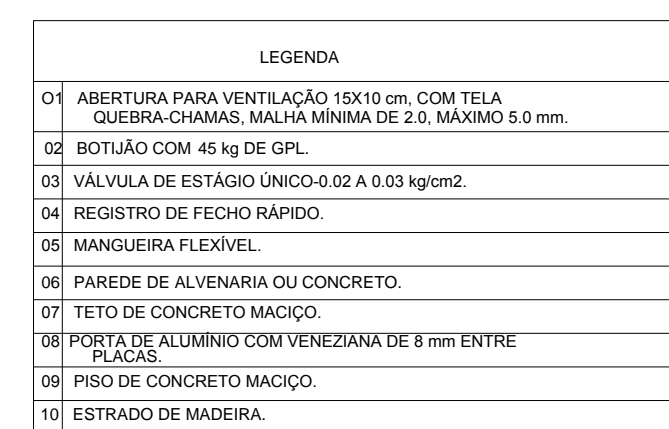 LEGENDA
O1 ABERTURA PARA VENTILAÇÃO 15X10 cm, COM TELA
QUEBRA-CHAMAS, MALHA MÍNIMA DE 2.0, MÁXIMO 5.0 mm.
02 BOTIJÃO COM 45 kg DE GPL.
03 VÁLVULA DE ESTÁGIO ÚNICO-0.02 A 0.03 kg/cm2.
04 REGISTRO DE FECHO RÁPIDO.
05 MANGUEIRA FLEXÍVEL.
06 PAREDE DE ALVENARIA OU CONCRETO.
07 TETO DE CONCRETO MACIÇO.
08 PORTA DE ALUMÍNIO COM VENEZIANA DE 8 mm ENTRE
PLACAS.
09 PISO DE CONCRETO MACIÇO.
10 ESTRADO DE MADEIRA.